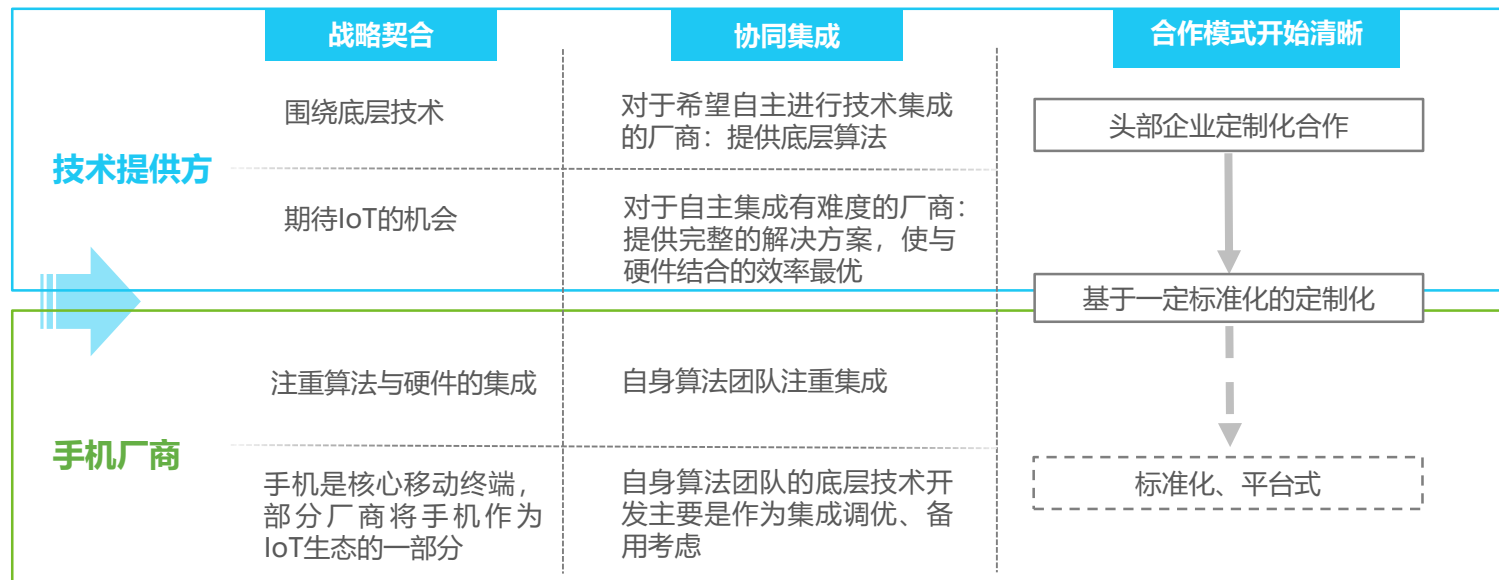 战略契合
协同集成
合作模式开始清晰
技术提供方
围绕底层技术
对于希望自主进行技术集成
的厂商：提供底层算法
头部企业定制化合作
期待IoT的机会
对于自主集成有难度的厂商：
提供完整的解决方案，使与
硬件结合的效率最优
基于一定标准化的定制化
手机厂商
注重算法与硬件的集成
自身算法团队注重集成
手机是核心移动终端，
部分厂商将手机作为
IoT生态的一部分
自身算法团队的底层技术开
发主要是作为集成调优、备
用考虑
标准化、平台式